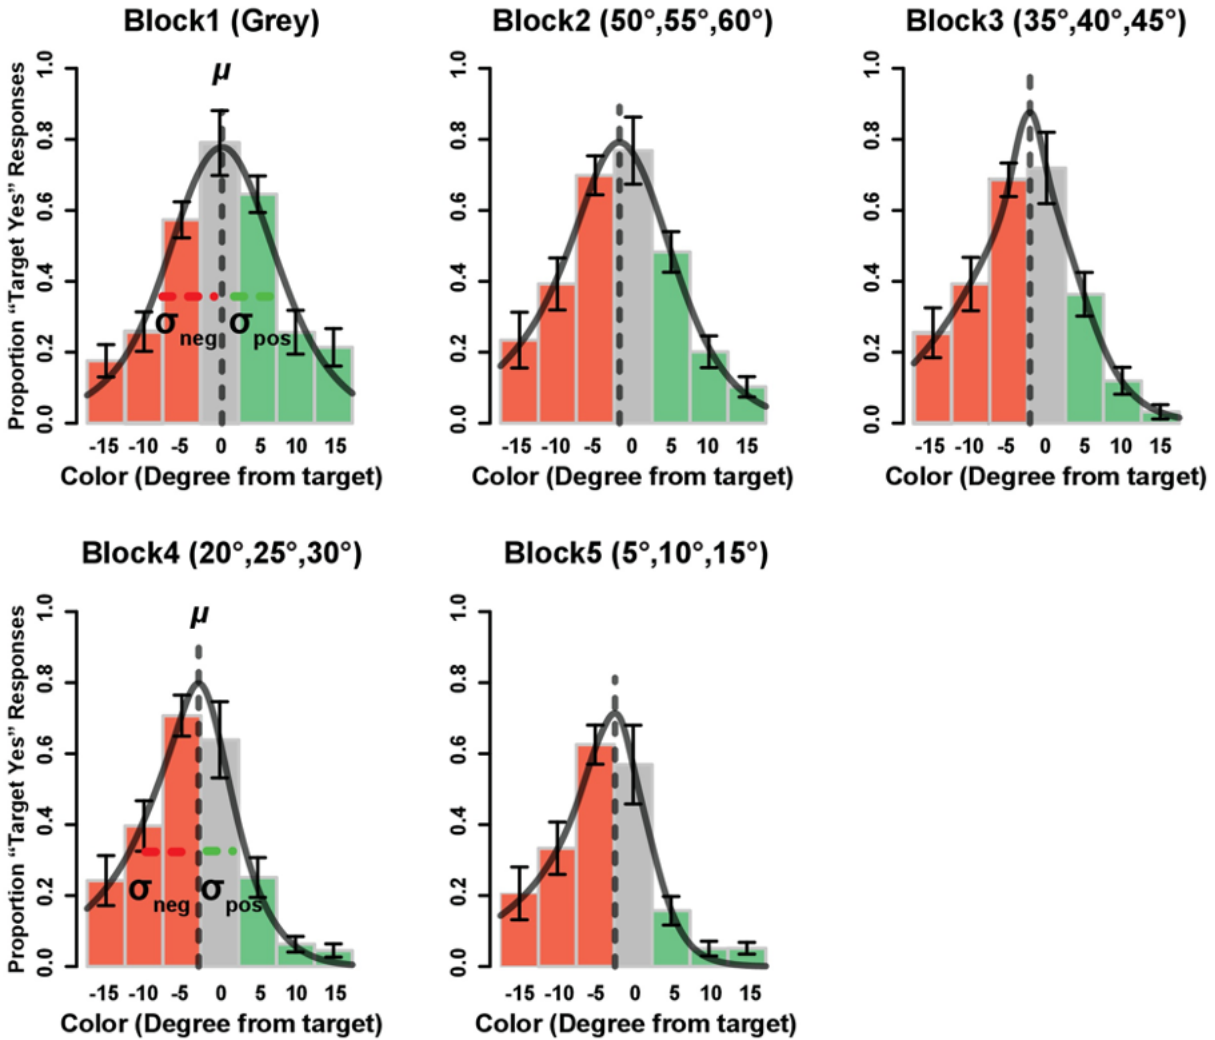 Block1 (Grey)
Block2 (50°,55°,60°)
Block3 (35°,40°,45°)
μ
Proportion “Target Yes” Responses
1.0
0.8
0.6
0.4
0.2
0.0
σneg
σpos
-15 -10 -5 0 5 10 15
Color (Degree from target)
1.0
0.8
0.6
0.4
0.2
0.0
-15 -10 -5 0 5 10 15
Color (Degree from target)
1.0
0.8
0.6
0.4
0.2
0.0
-15 -10 -5 0 5 10 15
Color (Degree from target)
Block4 (20°,25°,30°)
Block5 (5°,10°,15°)
μ
Proportion “Target Yes” Responses
1.0
0.8
0.6
0.4
0.2
0.0
σneg
σpos
-15 -10 -5 0 5 10 15
Color (Degree from target)
1.0
0.8
0.6
0.4
0.2
0.0
-15 -10 -5 0 5 10 15
Color (Degree from target)